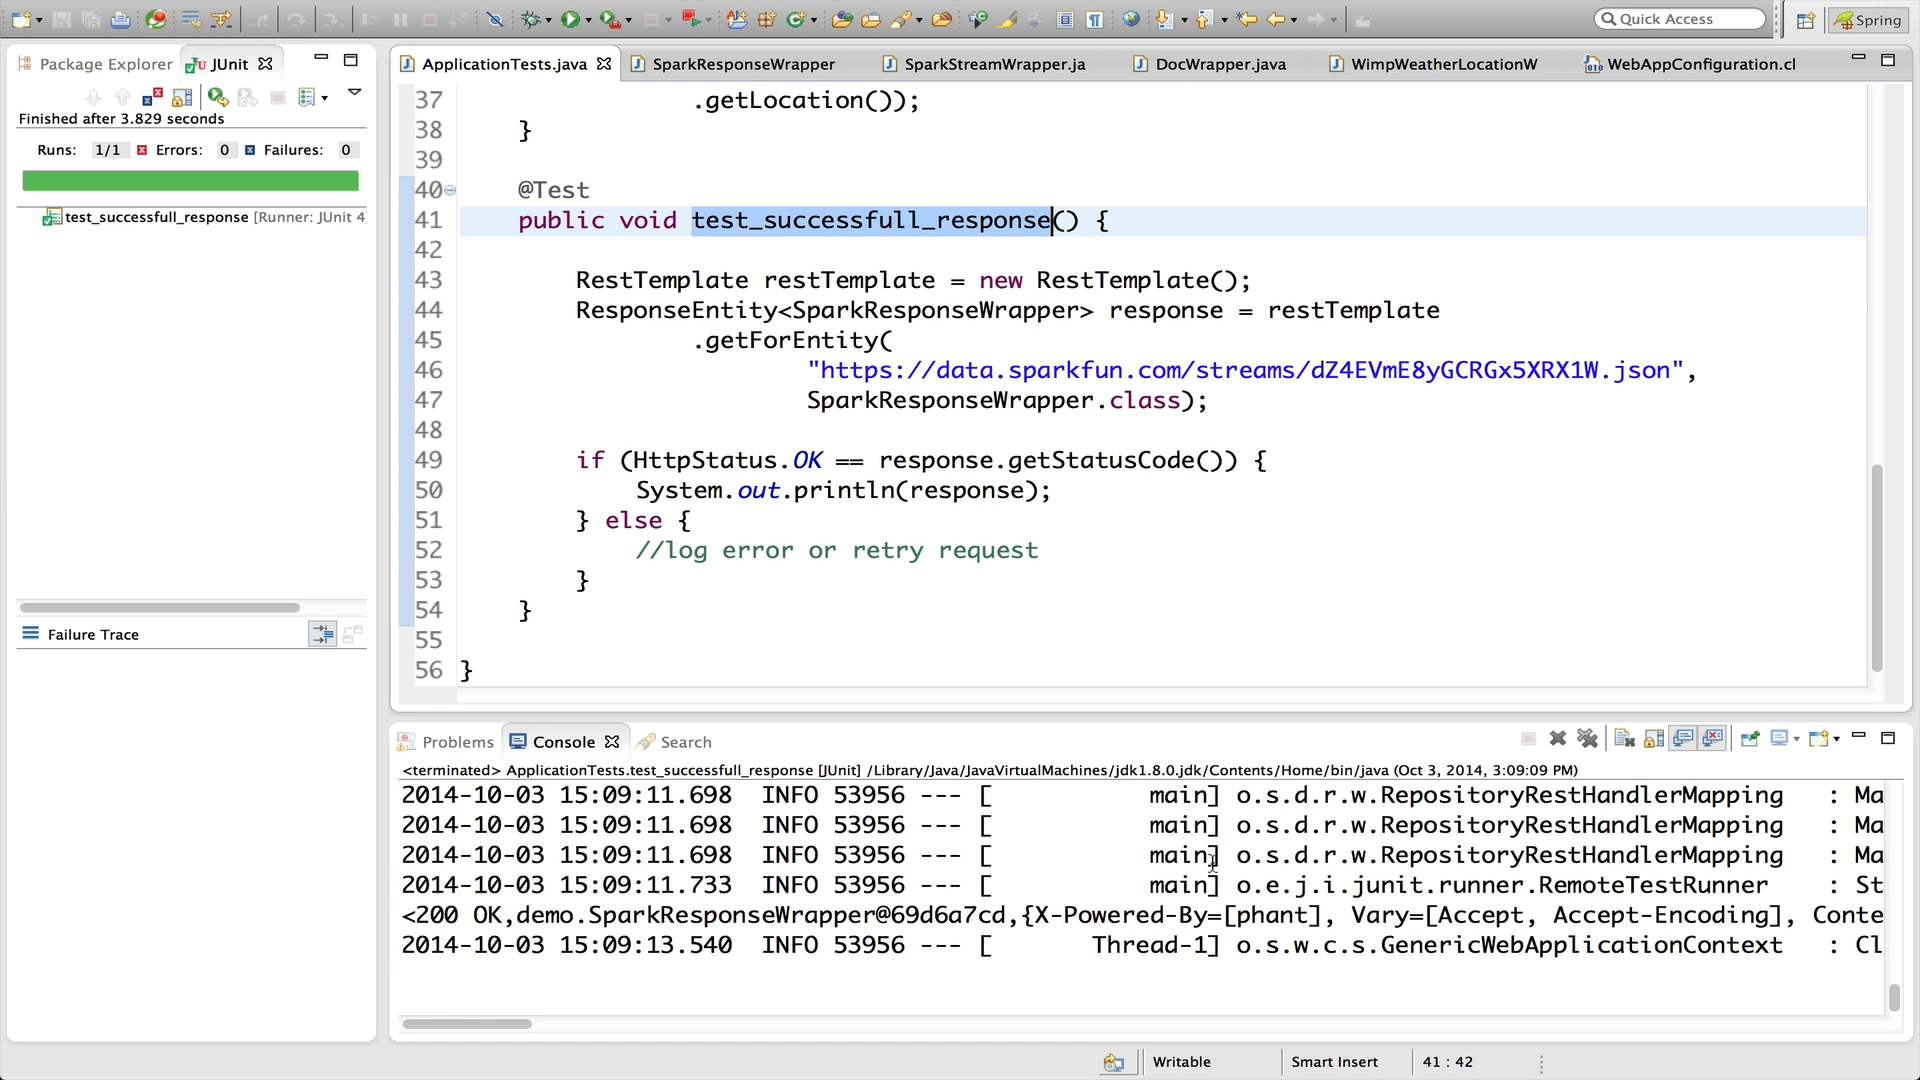 Quick Access
Spring
Package Explorer
JUnit
Finished after 3.829 seconds
Runs: 1/1 Errors: 0 Failures: 0
test_successfull_response [Runner: JUnit 4
Failure Trace
ApplicationTests.java
SparkResponseWrapper
SparkStreamWrapper.ja
DocWrapper.java
WimpWeatherLocationW
WebAppConfiguration.cl
37 .getLocation());
38 }
39
40 @Test
41 public void test_successfull_response() {
42
43 RestTemplate restTemplate = new RestTemplate();
44 ResponseEntity<SparkResponseWrapper> response = restTemplate
45 .getForEntity(
46 "https://data.sparkfun.com/streams/dZ4EVmE8yGCRGx5XRX1W.json",
47 SparkResponseWrapper.class);
48
49 if (HttpStatus.OK == response.getStatusCode()) {
50 System.out.println(response);
51 } else {
52 //log error or retry request
53 }
54 }
55
56 }
Problems
Console
Search
<terminated> ApplicationTests.test_successfull_response [JUnit] /Library/Java/JavaVirtualMachines/jdk1.8.0.jdk/Contents/Home/bin/java (Oct 3, 2014, 3:09:09 PM)
2014-10-03 15:09:11.698 INFO 53956 --- [ main] o.s.d.r.w.RepositoryRestHandlerMapping : Ma
2014-10-03 15:09:11.698 INFO 53956 --- [ main] o.s.d.r.w.RepositoryRestHandlerMapping : Ma
2014-10-03 15:09:11.698 INFO 53956 --- [ main] o.s.d.r.w.RepositoryRestHandlerMapping : Ma
2014-10-03 15:09:11.733 INFO 53956 --- [ main] o.e.j.i.junit.runner.RemoteTestRunner : St
<200 OK,demo.SparkResponseWrapper@69d6a7cd,{X-Powered-By=[phant], Vary=[Accept, Accept-Encoding], Conte
2014-10-03 15:09:13.540 INFO 53956 --- [ Thread-1] o.s.w.c.s.GenericWebApplicationContext : Cl
Writable
Smart Insert
41 : 42